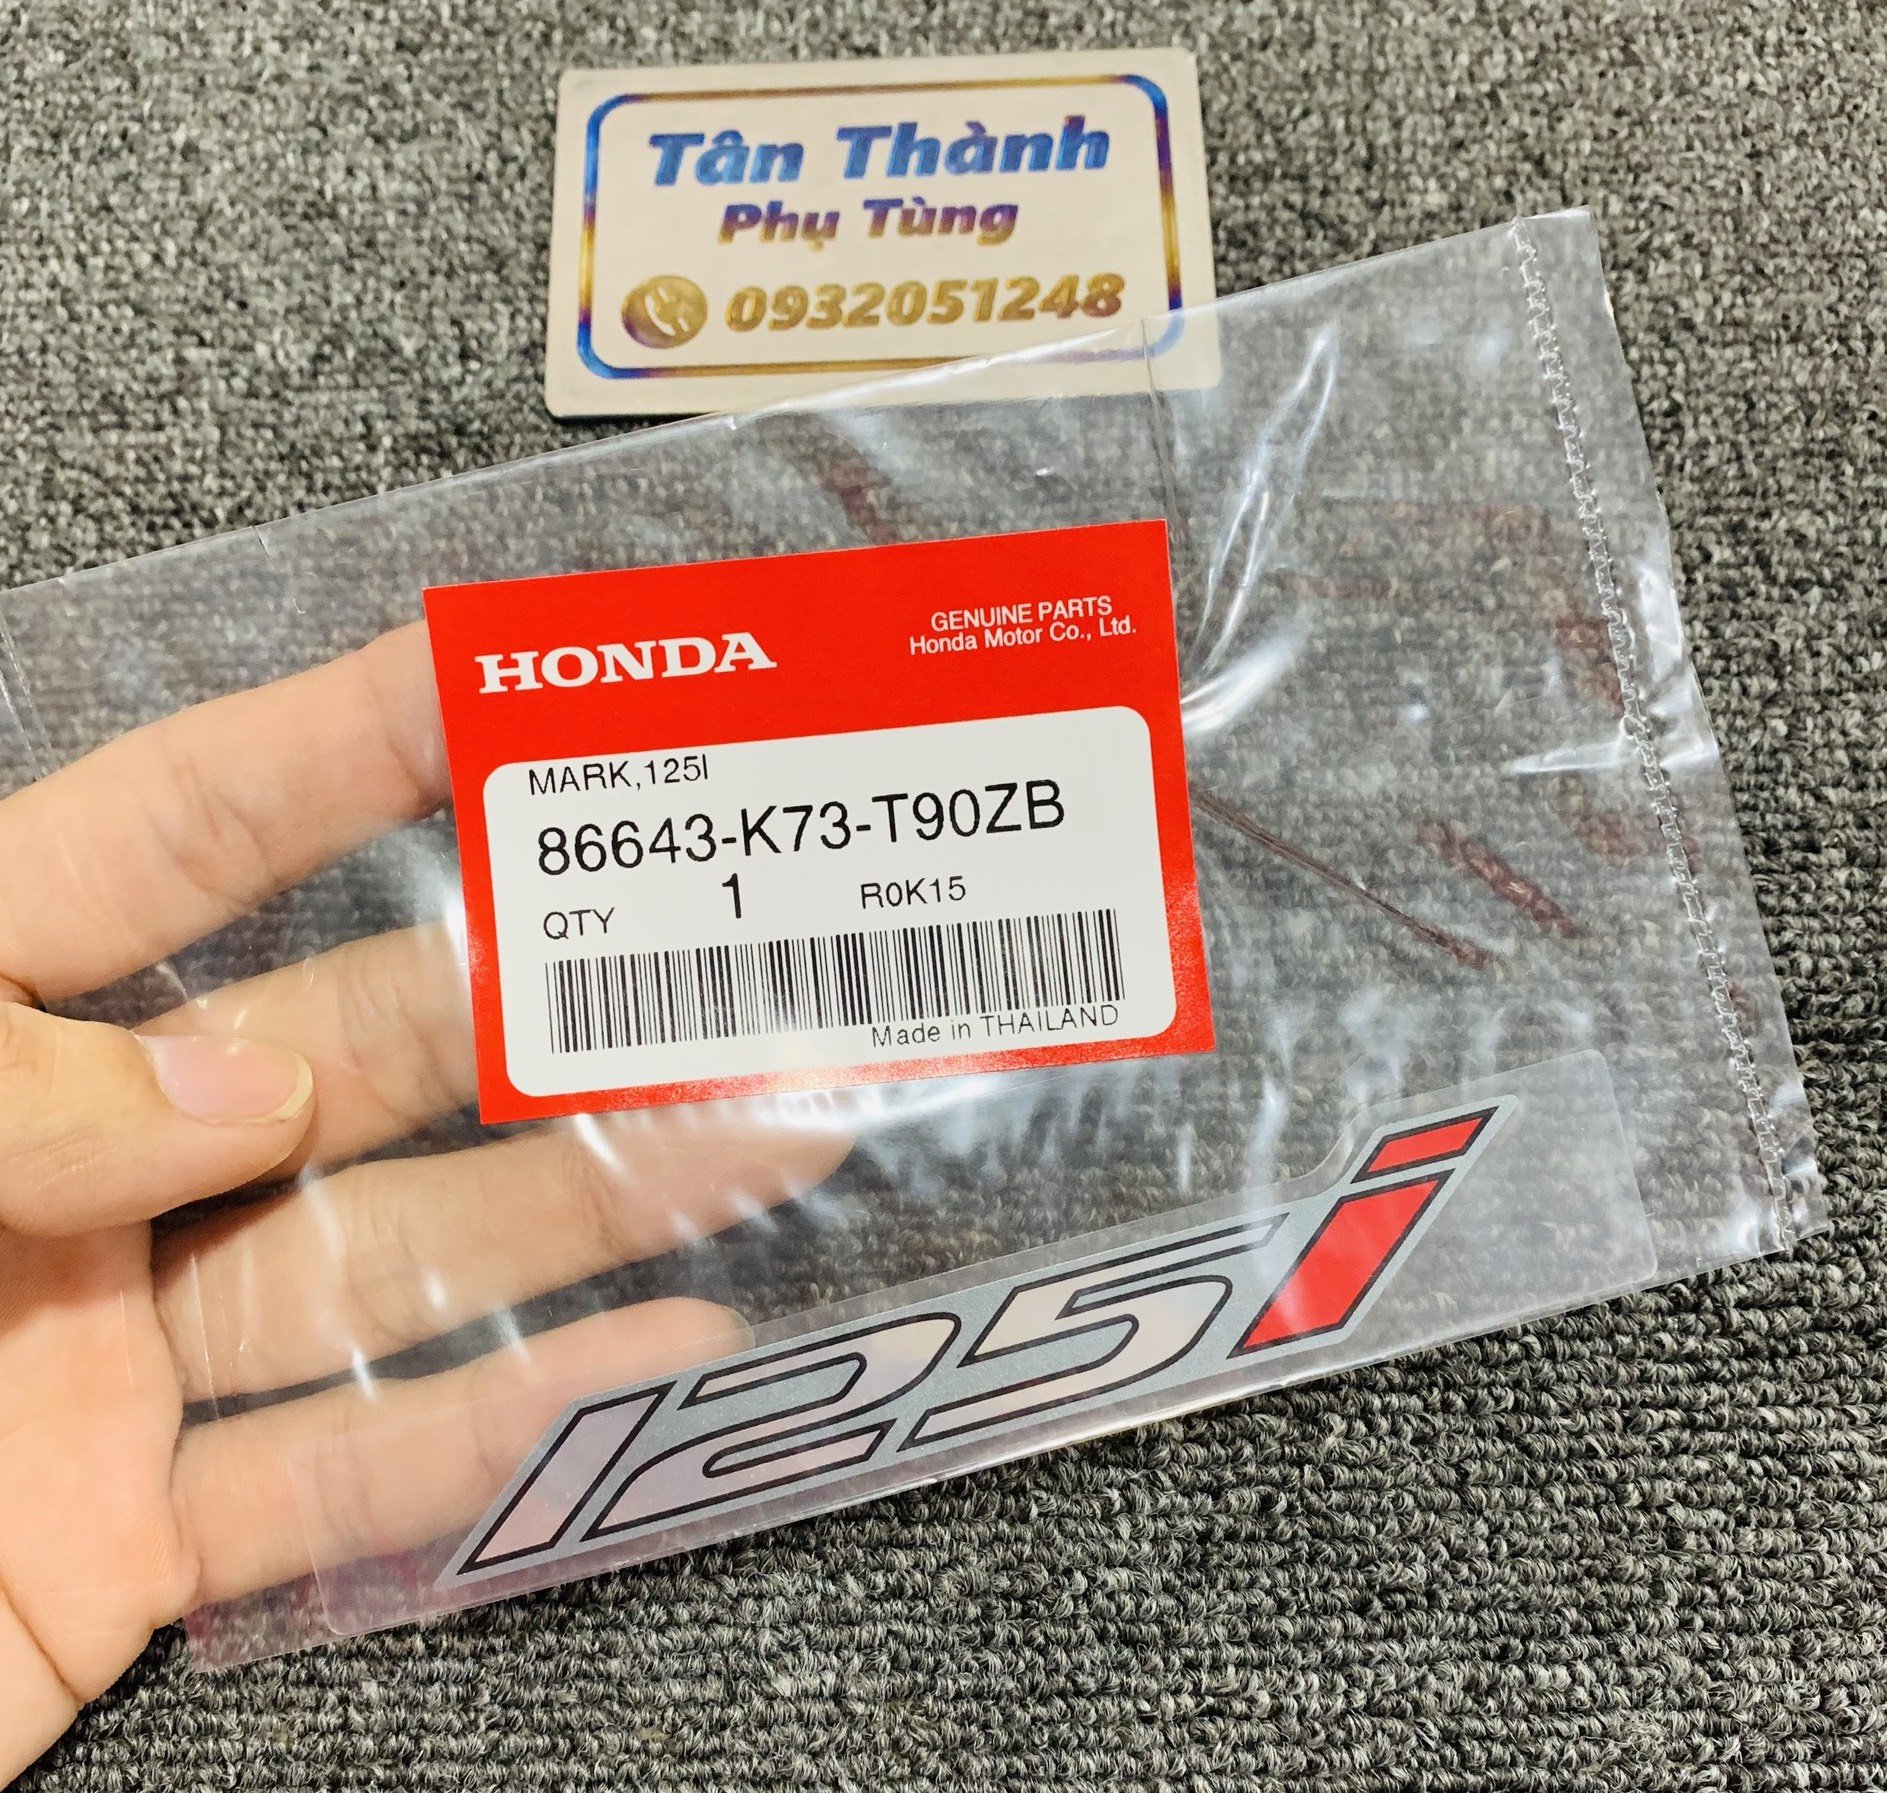 Tân Thành
Phụ Tùng
0932051248
HONDA
GENUINE PARTS
Honda Motor Co., Ltd.
MARK,125I
86643-K73-T90ZB
QTY 1 R0K15
Made in THAILAND
125i